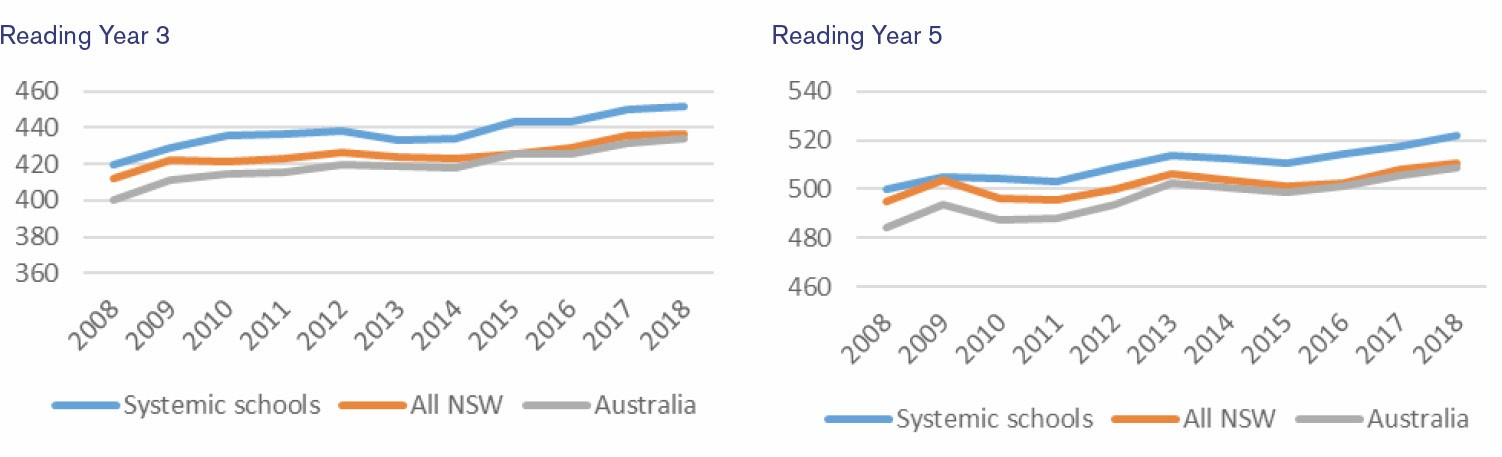 Reading Year 3
460
440
420
400
380
360
2008 2009 2010 2011 2012 2013 2014 2015 2016 2017 2018
Systemic schools All NSW Australia
Reading Year 5
540
520
500
480
460
2008 2009 2010 2011 2012 2013 2014 2015 2016 2017 2018
Systemic schools All NSW Australia